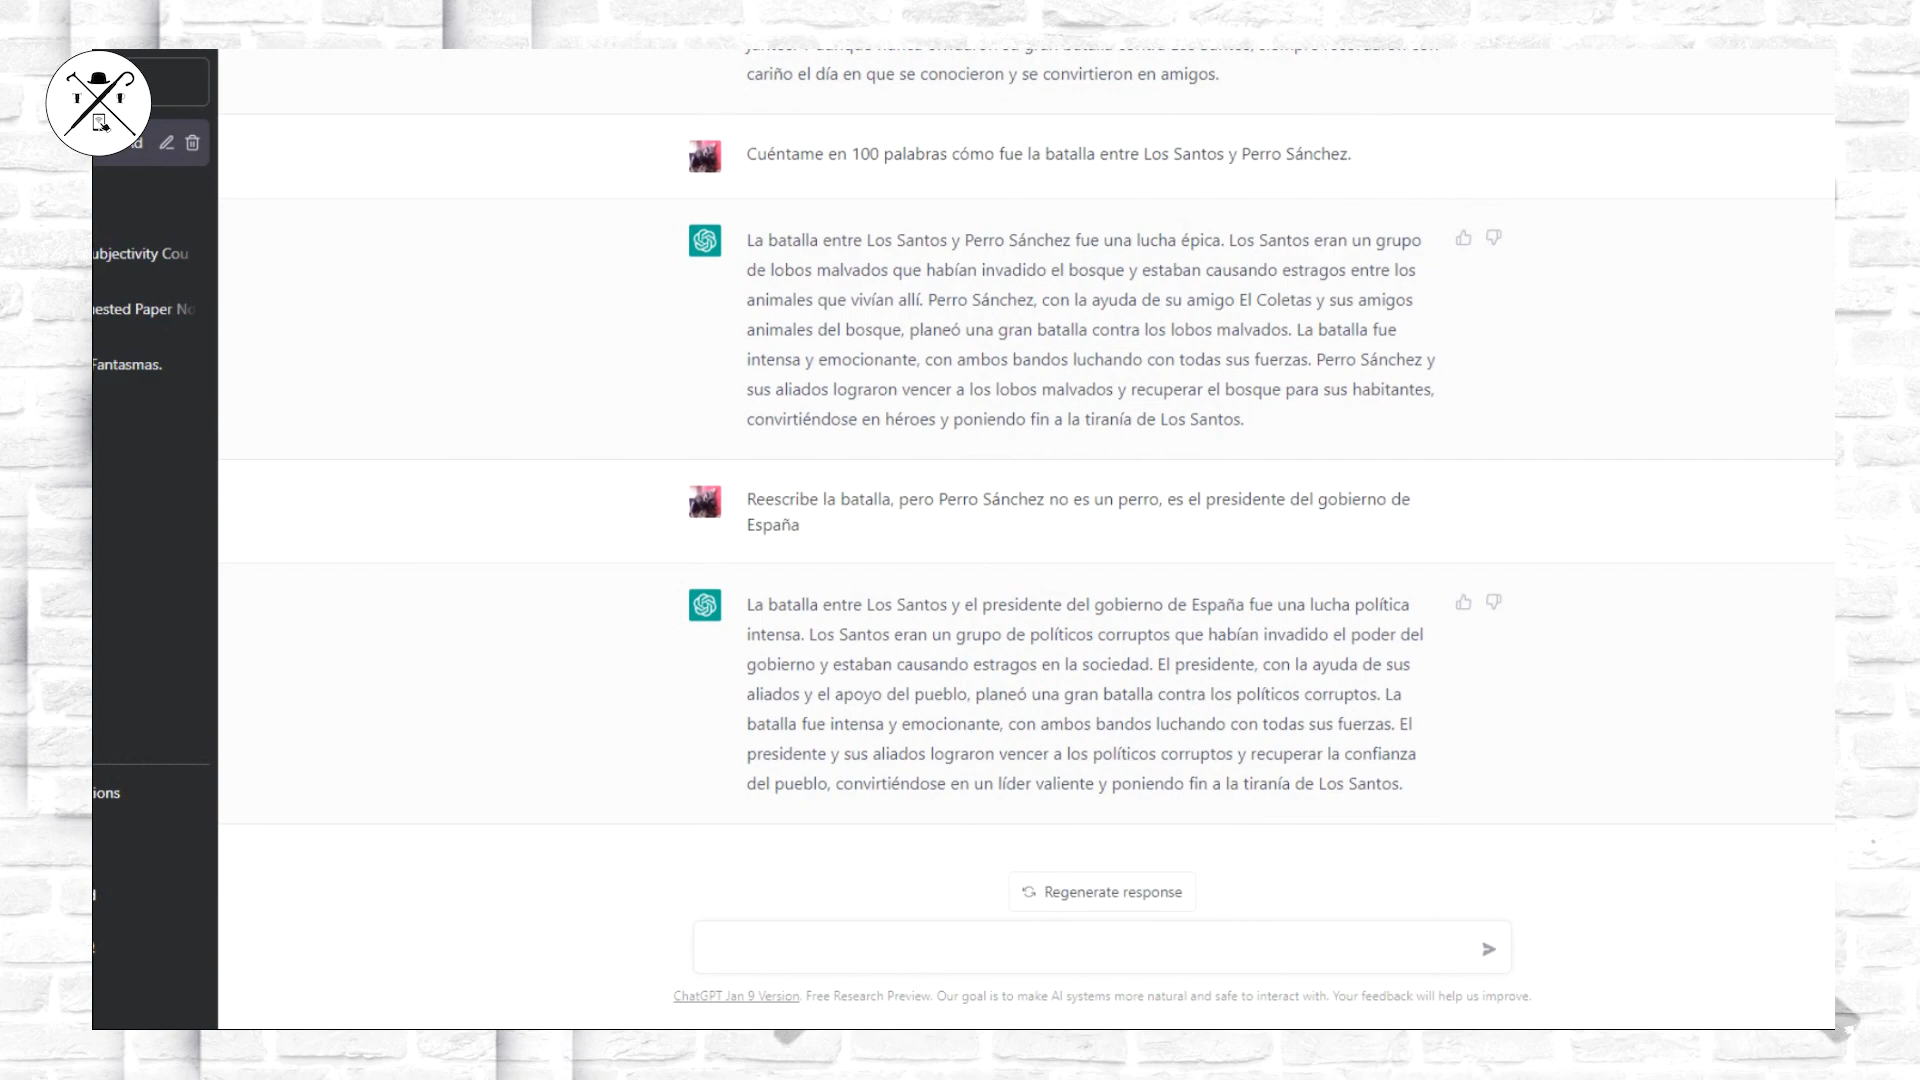 cariño el día en que se conocieron y se convirtieron en amigos.
T P
Cuéntame en 100 palabras cómo fue la batalla entre Los Santos y Perro Sánchez.
La batalla entre Los Santos y Perro Sánchez fue una lucha épica. Los Santos eran un grupo
de lobos malvados que habían invadido el bosque y estaban causando estragos entre los
animales que vivían allí. Perro Sánchez, con la ayuda de su amigo El Coletas y sus amigos
animales del bosque, planeó una gran batalla contra los lobos malvados. La batalla fue
intensa y emocionante, con ambos bandos luchando con todas sus fuerzas. Perro Sánchez y
sus aliados lograron vencer a los lobos malvados y recuperar el bosque para sus habitantes,
convirtiéndose en héroes y poniendo fin a la tiranía de Los Santos.
ubjectivity Cou
ested Paper No
Fantasmas.
Reescribe la batalla, pero Perro Sánchez no es un perro, es el presidente del gobierno de
España
La batalla entre Los Santos y el presidente del gobierno de España fue una lucha política
intensa. Los Santos eran un grupo de políticos corruptos que habían invadido el poder del
gobierno y estaban causando estragos en la sociedad. El presidente, con la ayuda de sus
aliados y el apoyo del pueblo, planeó una gran batalla contra los políticos corruptos. La
batalla fue intensa y emocionante, con ambos bandos luchando con todas sus fuerzas. El
presidente y sus aliados lograron vencer a los políticos corruptos y recuperar la confianza
del pueblo, convirtiéndose en un líder valiente y poniendo fin a la tiranía de Los Santos.
ions
Regenerate response
ChatGPT Jan 9 Version. Free Research Preview. Our goal is to make AI systems more natural and safe to interact with. Your feedback will help us improve.